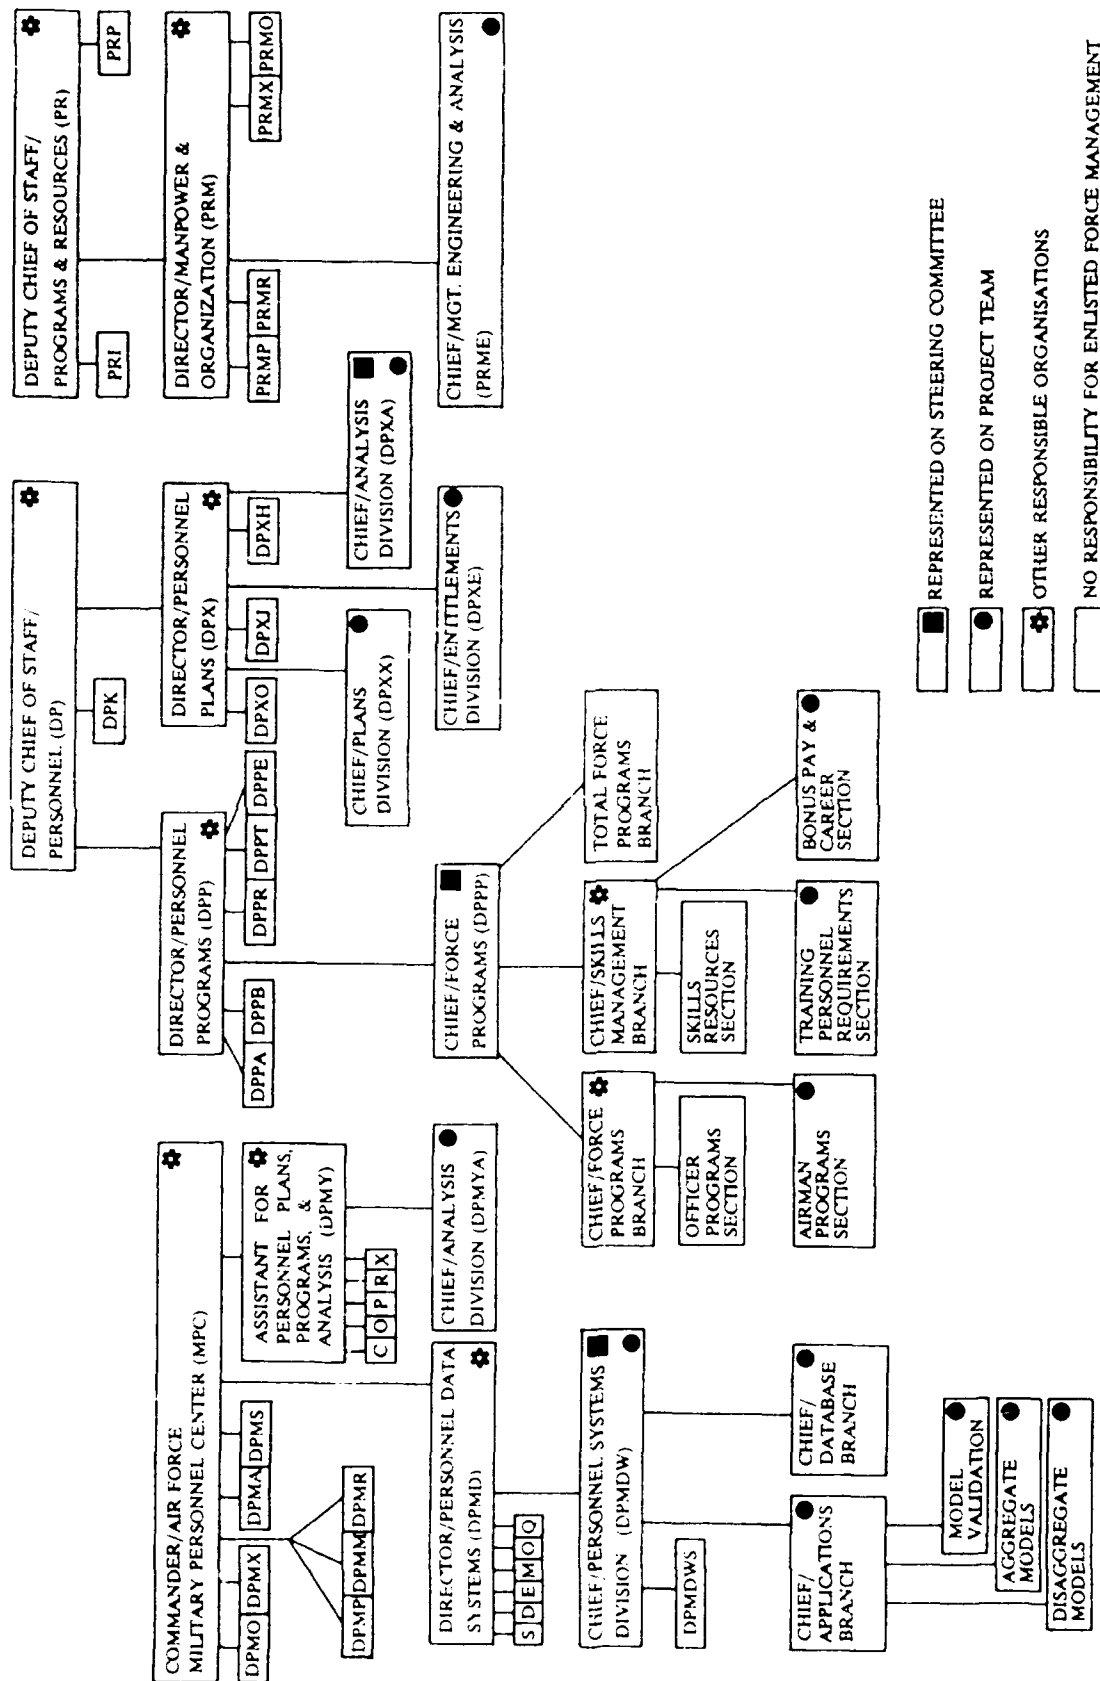 DEPUTY CHIEF OF STAFF/
PERSONNEL (DP)
DEPUTY CHIEF OF STAFF/
PROGRAMS & RESOURCES (PR)
DPK
PRI
PRP
COMMANDER/AIR FORCE
MILITARY PERSONNEL CENTER (MPC)
DIRECTOR/PERSONNEL
PROGRAMS (DPP)
DIRECTOR/PERSONNEL
PLANS (DPX)
DIRECTOR/MANPOWER &
ORGANIZATION (PRM)
DPMO
DPMX
DPMA
DPMS
DPMP
DPMM
DPMR
ASSISTANT FOR
PERSONNEL PLANS,
PROGRAMS, &
ANALYSIS (DPMY)
C
O
P
R
X
DPPA
DPPB
DPPR
DPPT
DPPE
DPXO
DPXJ
DPXH
PRMP
PRMR
PRMX
PRMO
CHIEF/PLANS
DIVISION (DPXX)
CHIEF/ANALYSIS
DIVISION (DPXA)
DIRECTOR/PERSONNEL DATA
SYSTEMS (DPMD)
S
D
E
M
O
Q
CHIEF/ANALYSIS
DIVISION (DPMYA)
CHIEF/FORCE
PROGRAMS (DPPP)
CHIEF/ENTITLEMENTS
DIVISION (DPXE)
CHIEF/MGT. ENGINEERING & ANALYSIS
(PRME)
CHIEF/PERSONNEL SYSTEMS
DIVISION (DPMDW)
DPMDWS
CHIEF/FORCE
PROGRAMS
BRANCH
CHIEF/SKILLS
MANAGEMENT
BRANCH
TOTAL FORCE
PROGRAMS
BRANCH
OFFICER
PROGRAMS
SECTION
SKILLS
RESOURCES
SECTION
CHIEF/
APPLICATIONS
BRANCH
CHIEF/
DATABASE
BRANCH
AIRMAN
PROGRAMS
SECTION
TRAINING
PERSONNEL
REQUIREMENTS
SECTION
BONUS PAY &
CAREER
SECTION
MODEL
VALIDATION
AGGREGATE
MODELS
DISAGGREGATE
MODELS
REPRESENTED ON STEERING COMMITTEE
REPRESENTED ON PROJECT TEAM
OTHER RESPONSIBLE ORGANISATIONS
NO RESPONSIBILITY FOR ENLISTED FORCE MANAGEMENT